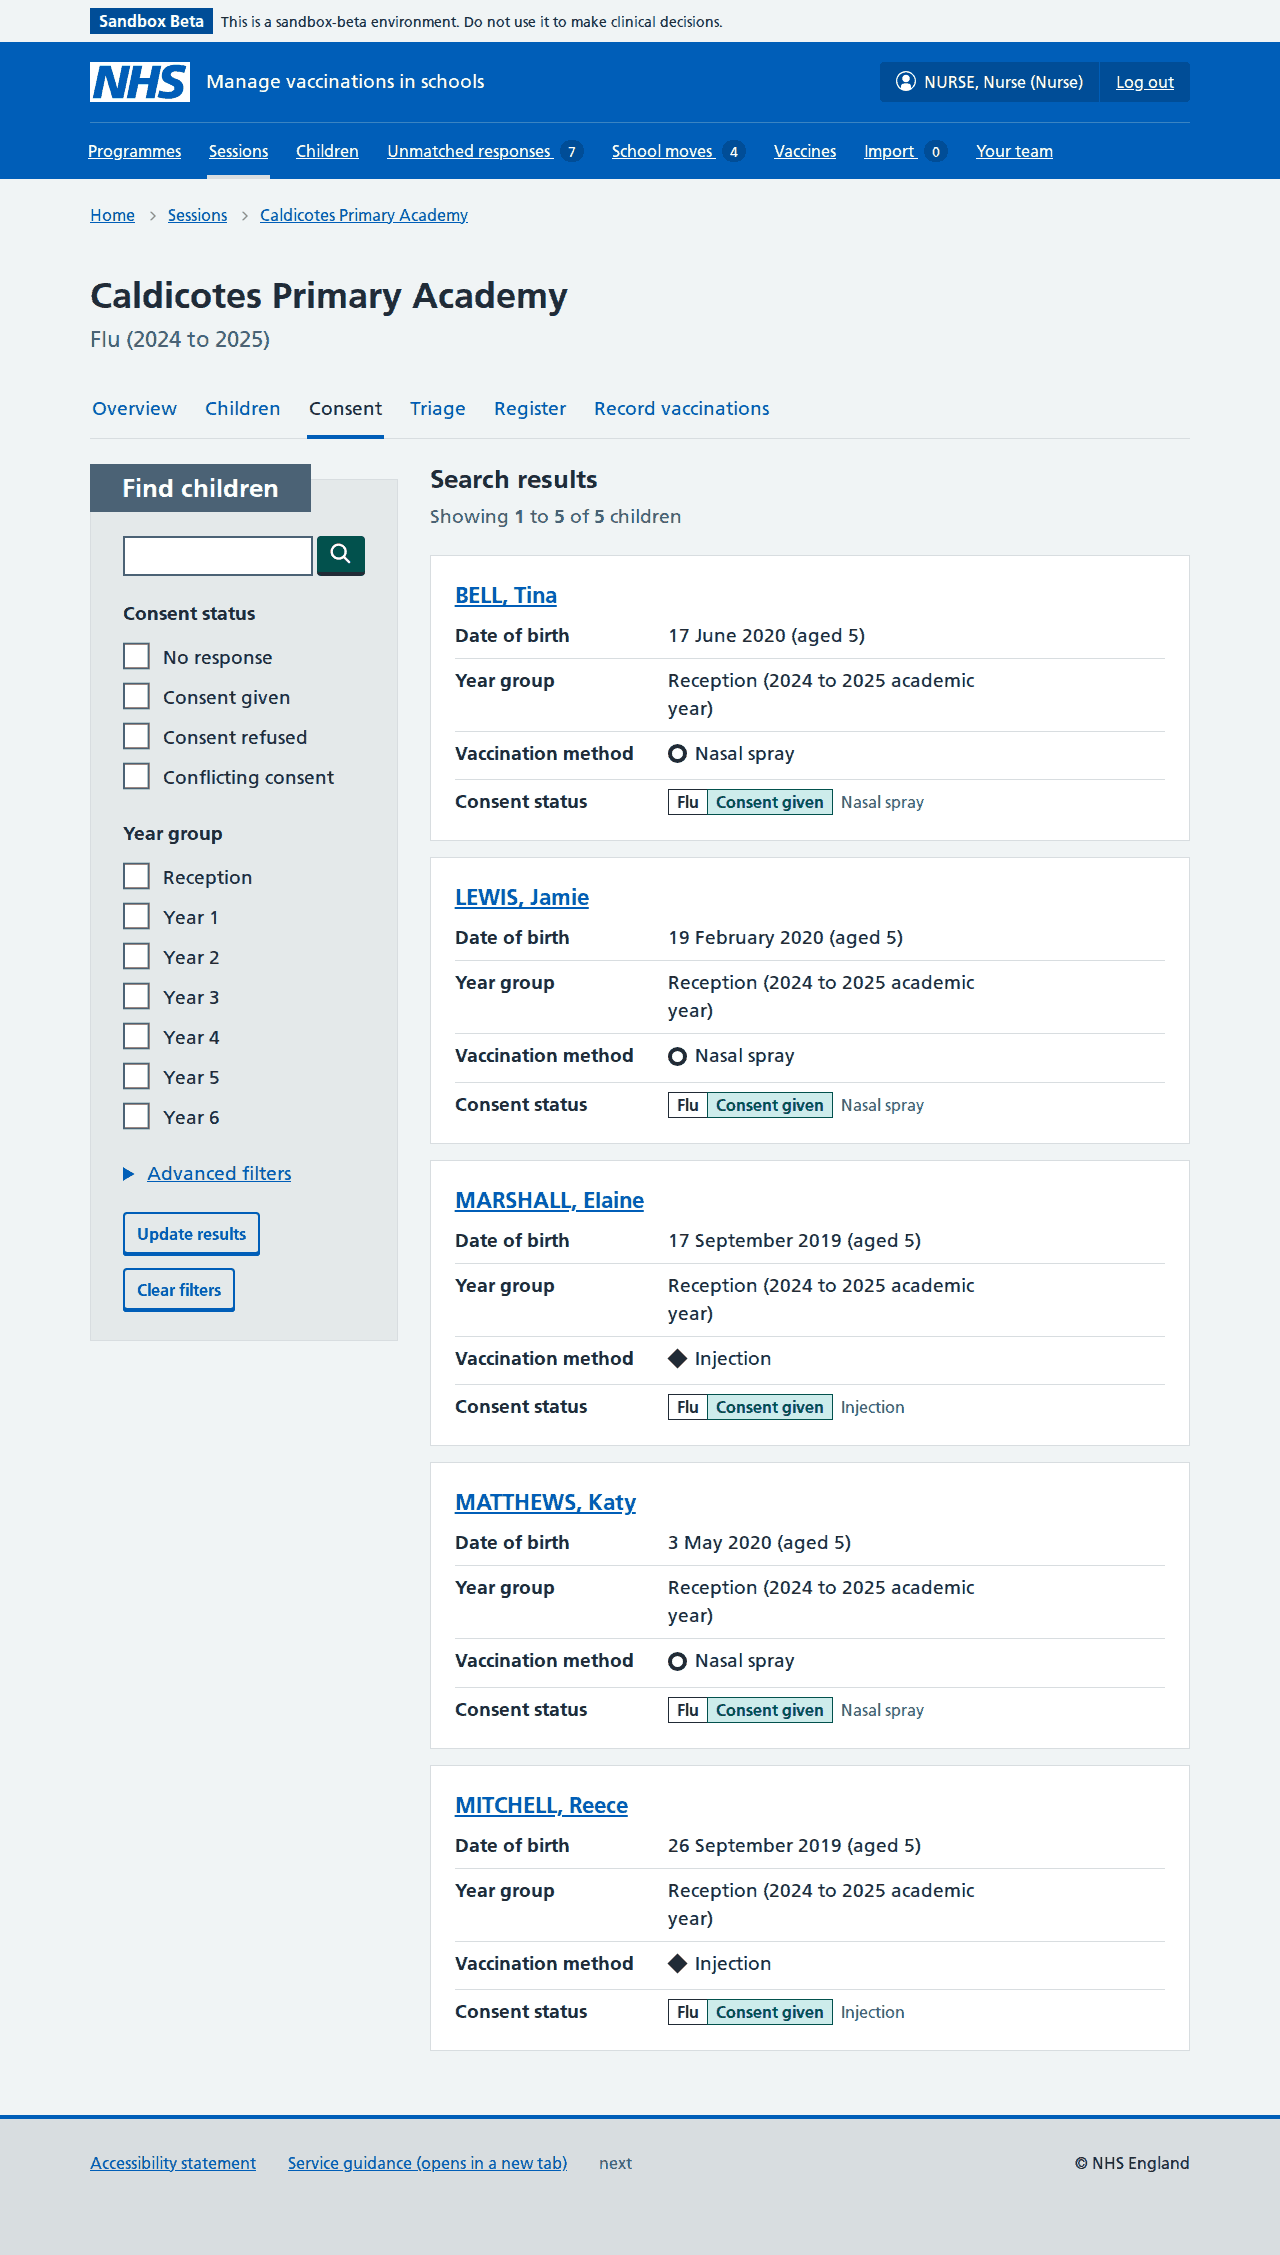 Sandbox Beta This is a sandbox-beta environment. Do not use it to make clinical decisions.
NHS Manage vaccinations in schools NURSE, Nurse (Nurse) Log out
Programmes Sessions Children Unmatched responses 7 School moves 4 Vaccines Import 0 Your team
Home Sessions Caldicotes Primary Academy
Caldicotes Primary Academy
Flu (2024 to 2025)
Overview Children Consent Triage Register Record vaccinations
Find children
Consent status
No response
Consent given
Consent refused
Conflicting consent
Year group
Reception
Year 1
Year 2
Year 3
Year 4
Year 5
Year 6
Advanced filters
Update results
Clear filters
Search results
Showing 1 to 5 of 5 children
BELL, Tina
Date of birth 17 June 2020 (aged 5)
Year group Reception (2024 to 2025 academic
year)
Vaccination method Nasal spray
Consent status Flu Consent given Nasal spray
LEWIS, Jamie
Date of birth 19 February 2020 (aged 5)
Year group Reception (2024 to 2025 academic
year)
Vaccination method Nasal spray
Consent status Flu Consent given Nasal spray
MARSHALL, Elaine
Date of birth 17 September 2019 (aged 5)
Year group Reception (2024 to 2025 academic
year)
Vaccination method Injection
Consent status Flu Consent given Injection
MATTHEWS, Katy
Date of birth 3 May 2020 (aged 5)
Year group Reception (2024 to 2025 academic
year)
Vaccination method Nasal spray
Consent status Flu Consent given Nasal spray
MITCHELL, Reece
Date of birth 26 September 2019 (aged 5)
Year group Reception (2024 to 2025 academic
year)
Vaccination method Injection
Consent status Flu Consent given Injection
Accessibility statement Service guidance (opens in a new tab) next © NHS England